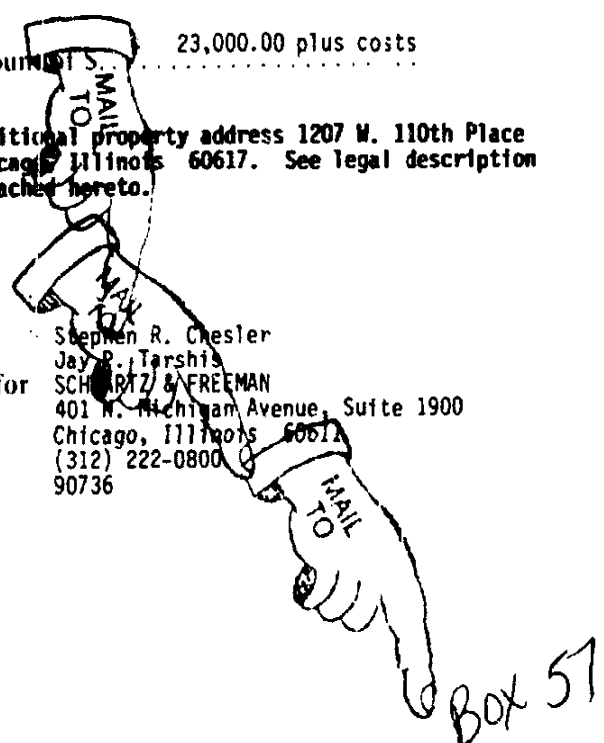 23,000.00 plus costs
MAIL
TO
property address 1207 W. 110th Place
Illinois 60617. See legal description
hereto.
MAIL
TO
Stephen R. Chesler
Jay R. Tarshis
for SCHWARTZ & FREEMAN
401 N. Michigan Avenue, Suite 1900
Chicago, Illinois 60611
(312) 222-0800
90736
MAIL
TO
BOX 57